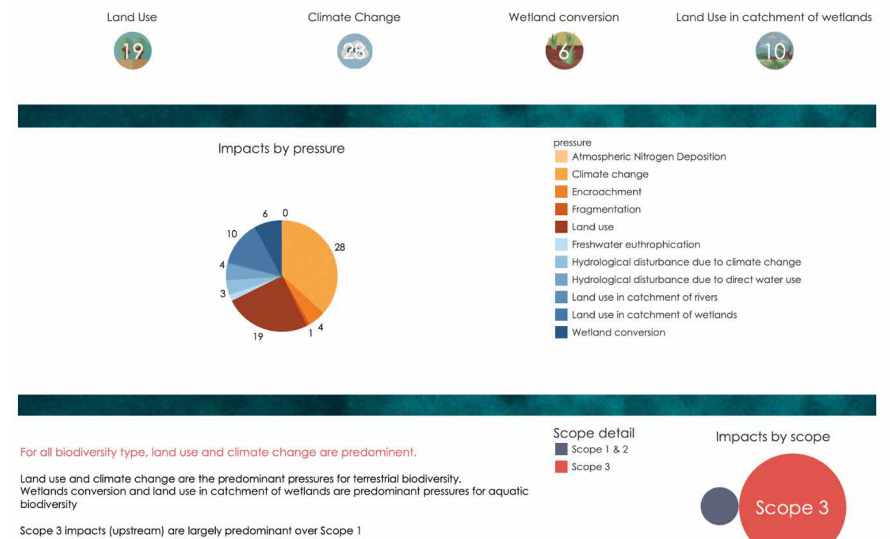 Land Use
Climate Change
Wetland conversion
Land Use in catchment of wetlands
19
28
6
10
Impacts by pressure
6 0
10
28
4
3
19
1
4
pressure
Atmospheric Nitrogen Deposition
Climate change
Encroachment
Fragmentation
Land use
Freshwater euthrophication
Hydrological disturbance due to climate change
Hydrological disturbance due to direct water use
Land use in catchment of rivers
Land use in catchment of wetlands
Wetland conversion
For all biodiversity type, land use and climate change are predominent.
Land use and climate change are the predominant pressures for terrestrial biodiversity.
Wetlands conversion and land use in catchment of wetlands are predominant pressures for aquatic
biodiversity
Scope 3 impacts (upstream) are largely predominant over Scope 1
Scope detail
Scope 1 & 2
Scope 3
Impacts by scope
Scope 3